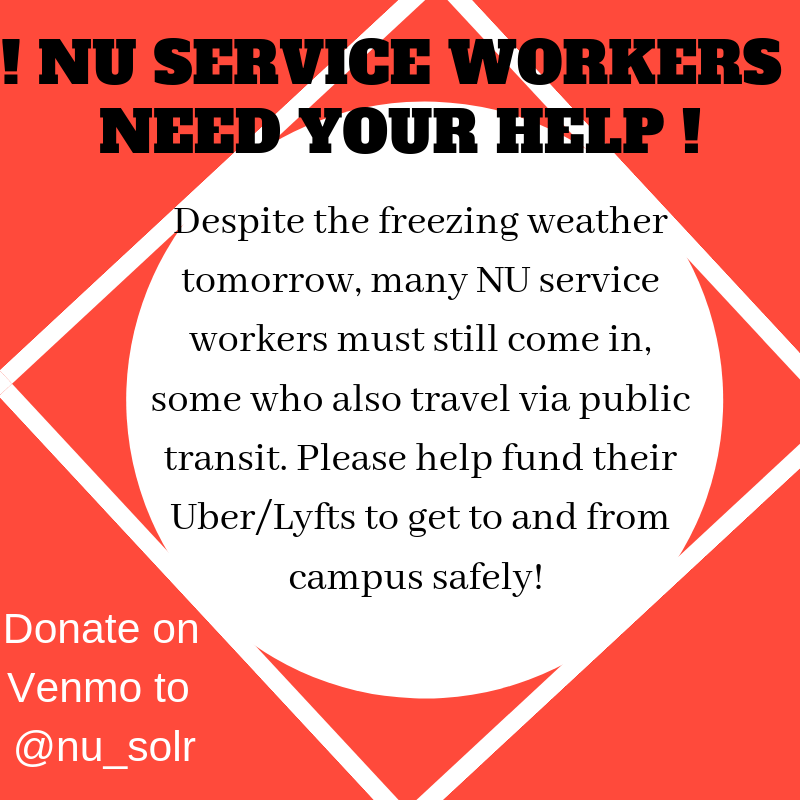 ! NU SERVICE WORKERS
NEED YOUR HELP !
Despite the freezing weather
tomorrow, many NU service
workers must still come in,
some who also travel via public
transit. Please help fund their
Uber/Lyfts to get to and from
campus safely!
Donate on
Venmo to
@nu_solr